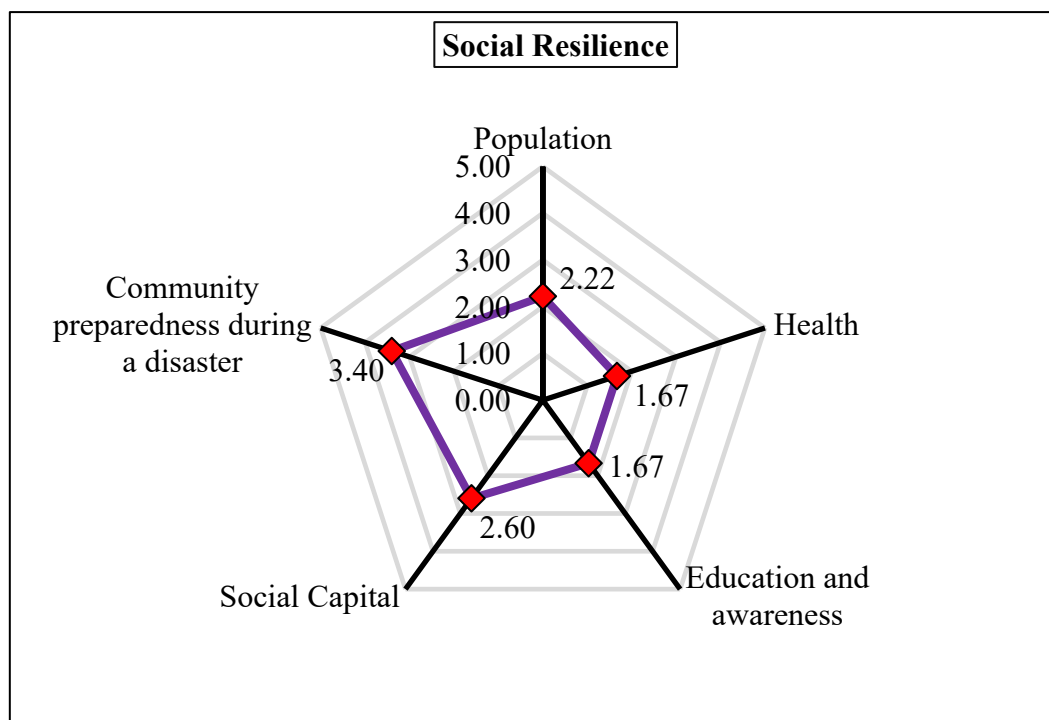 Social Resilience
Population
5.00
4.00
3.00
2.00
1.00
0.00
2.22
Health
1.67
1.67
Education and
awareness
2.60
Social Capital
3.40
Community
preparedness during
a disaster